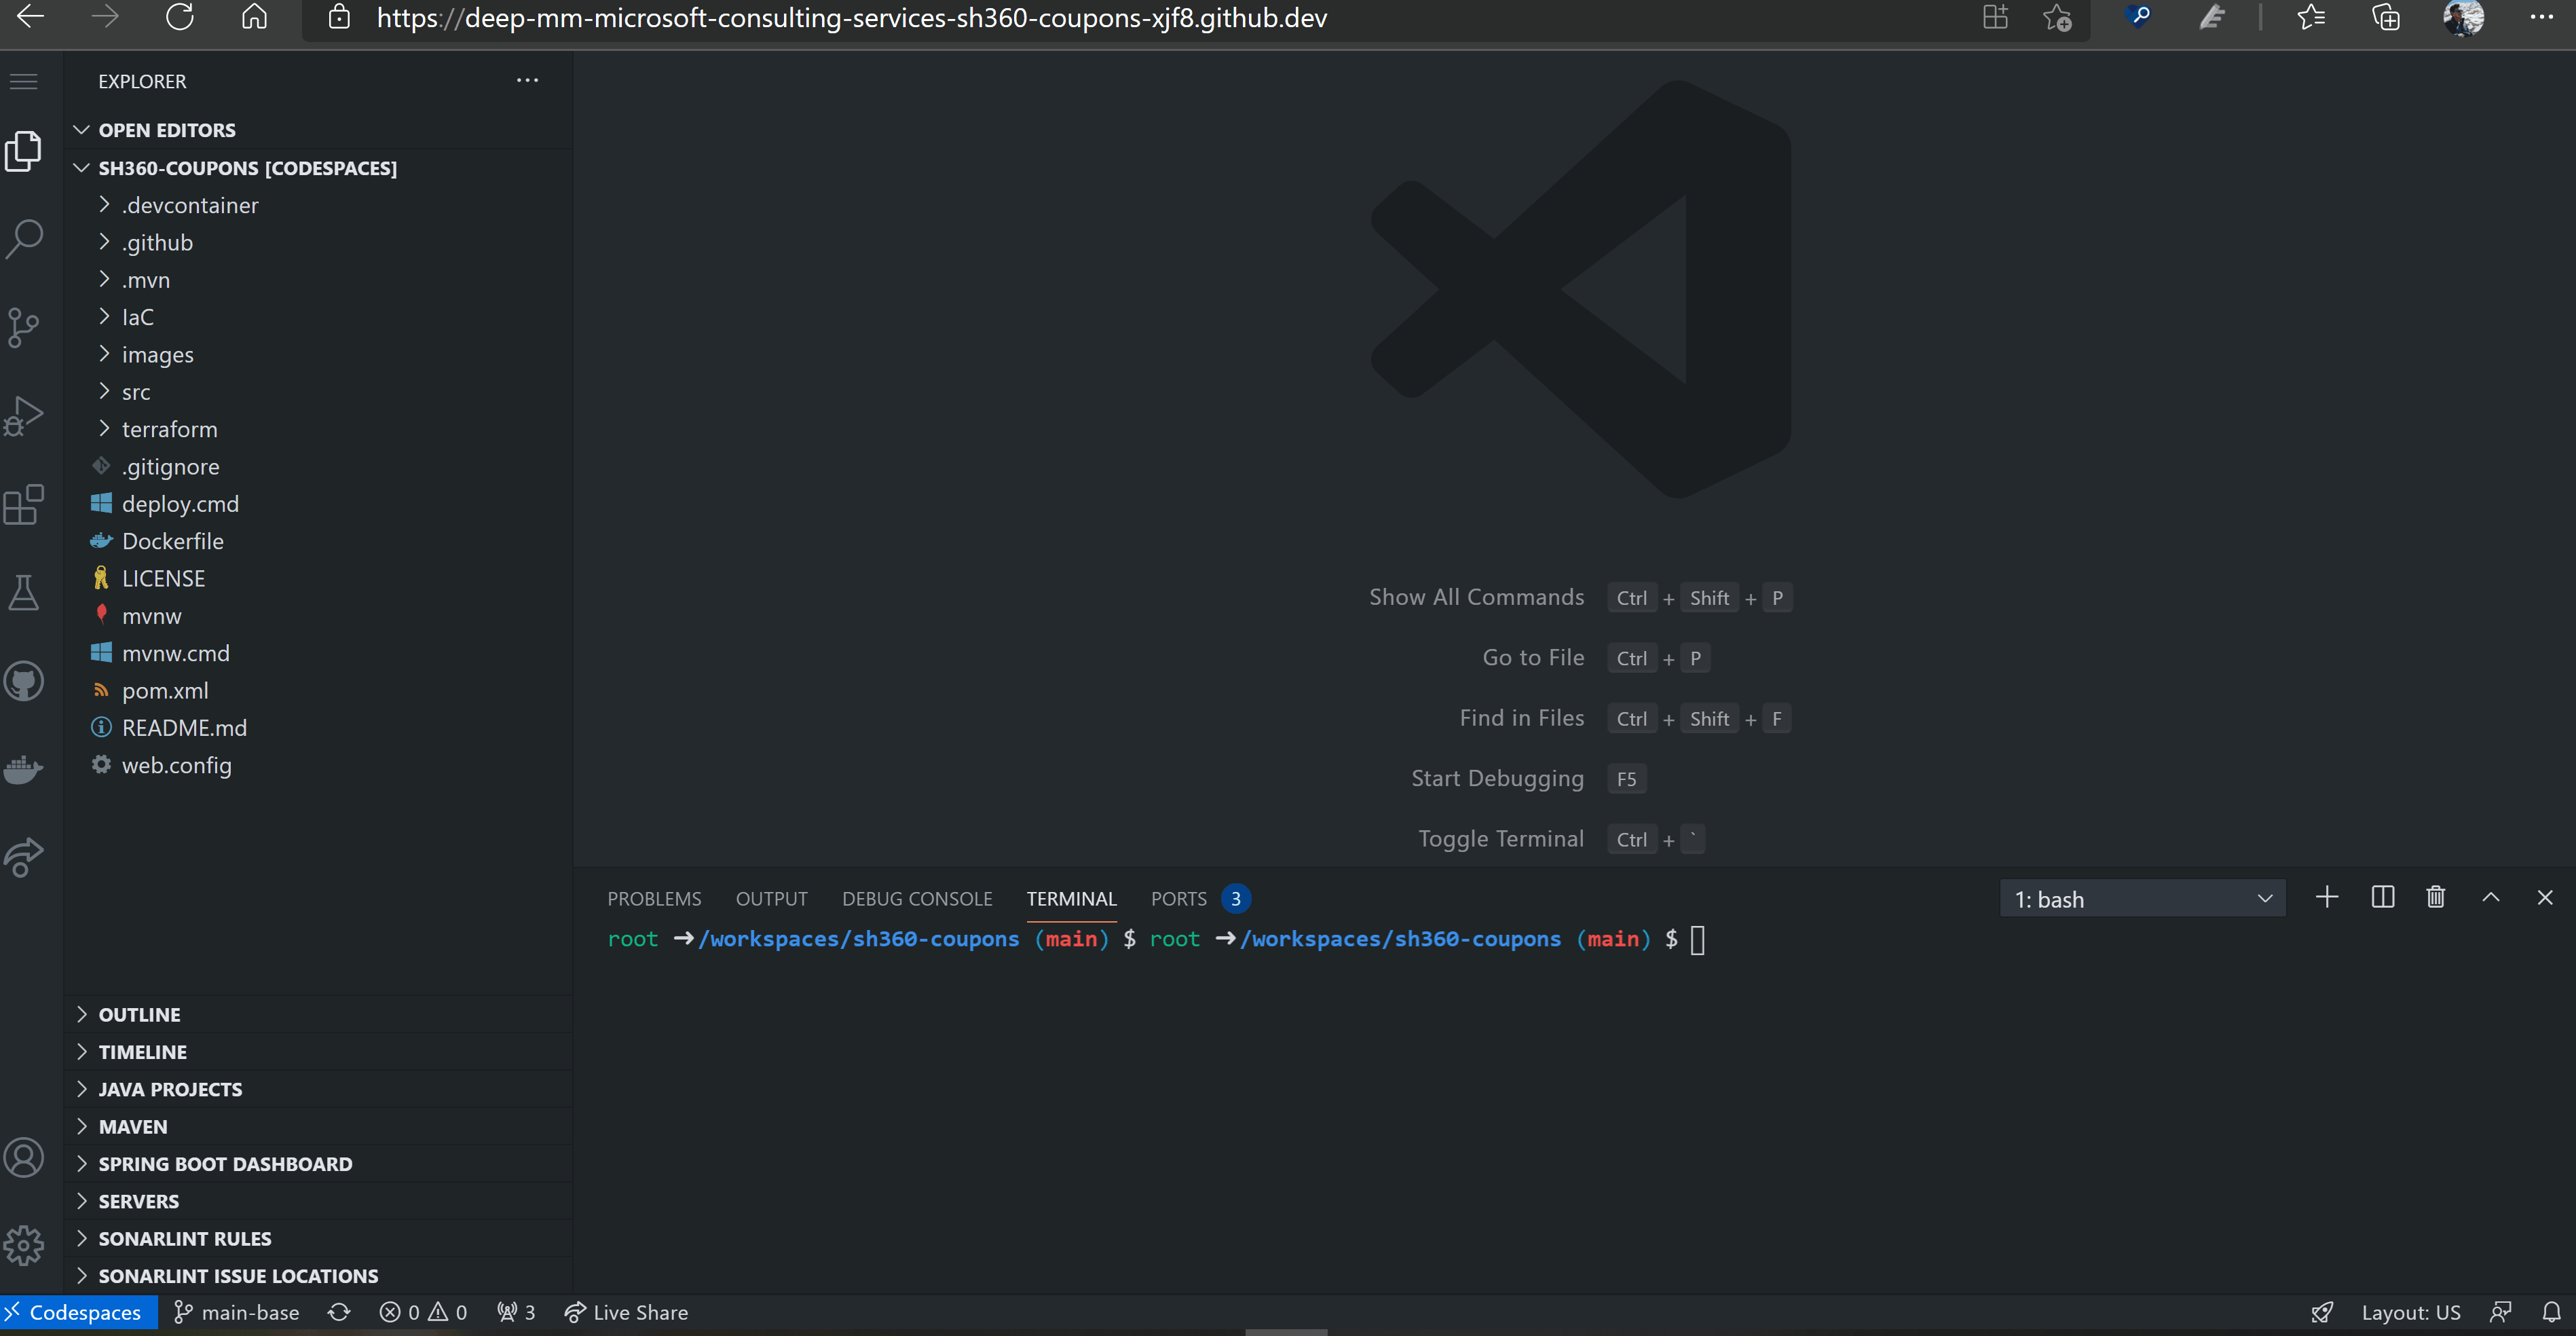 https://deep-mm-microsoft-consulting-services-sh360-coupons-xjf8.github.dev
EXPLORER
OPEN EDITORS
SH360-COUPONS [CODESPACES]
.devcontainer
.github
.mvn
IaC
images
src
terraform
.gitignore
deploy.cmd
Dockerfile
LICENSE
mvnw
mvnw.cmd
pom.xml
README.md
web.config
OUTLINE
TIMELINE
JAVA PROJECTS
MAVEN
SPRING BOOT DASHBOARD
SERVERS
SONARLINT RULES
SONARLINT ISSUE LOCATIONS
Show All Commands Ctrl + Shift + P
Go to File Ctrl + P
Find in Files Ctrl + Shift + F
Start Debugging F5
Toggle Terminal Ctrl + `
PROBLEMS OUTPUT DEBUG CONSOLE TERMINAL PORTS 3 1: bash
root ➜/workspaces/sh360-coupons (main) $ root ➜/workspaces/sh360-coupons (main) $
Codespaces main-base 0 0 3 Live Share Layout: US